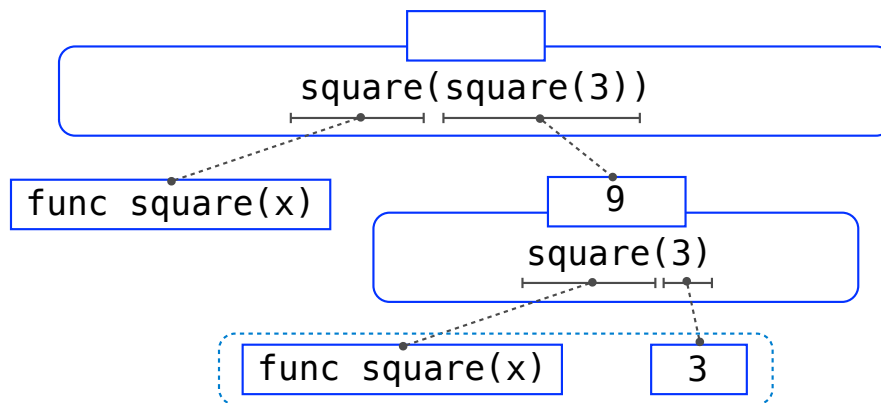 square(square(3))
func square(x)
9
square(3)
func square(x)
3